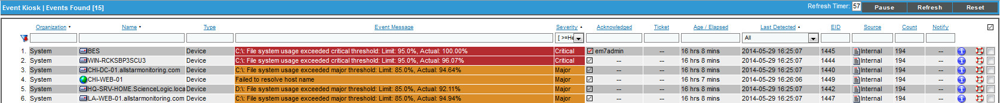 Event Kiosk | Events Found [15] Refresh Timer: 57 Pause Refresh Reset
Organization Name Type Event Message Severity Acknowledged Ticket Age / Elapsed Last Detected EID Source Count Notify
[ >=He All
1. System BES Device C:\: File system usage exceeded critical threshold: Limit: 95.0%, Actual: 100.00% Critical em7admin -- 16 hrs 8 mins 2014-05-29 16:25:07 1445 Internal 194 --
2. System WIN-RCKSBP3SCU3 Device C:\: File system usage exceeded critical threshold: Limit: 95.0%, Actual: 96.07% Critical -- -- 16 hrs 8 mins 2014-05-29 16:25:07 1444 Internal 194 --
3. System CHI-DC-01.allstarmonitoring.com Device C:\: File system usage exceeded major threshold: Limit: 85.0%, Actual: 94.64% Major -- -- 16 hrs 8 mins 2014-05-29 16:25:07 1440 Internal 194 --
4. System CHI-WEB-01 Device Failed to resolve host name Major -- -- 16 hrs 7 mins 2014-05-29 16:26:06 1449 Internal 194 --
5. System HQ-SRV-HOME.ScienceLogic.loca Device D:\: File system usage exceeded major threshold: Limit: 85.0%, Actual: 92.11% Major -- -- 16 hrs 8 mins 2014-05-29 16:25:07 1442 Internal 194 --
6. System LA-WEB-01.allstarmonitoring.com Device C:\: File system usage exceeded major threshold: Limit: 85.0%, Actual: 94.94% Major -- -- 16 hrs 8 mins 2014-05-29 16:25:07 1447 Internal 194 --